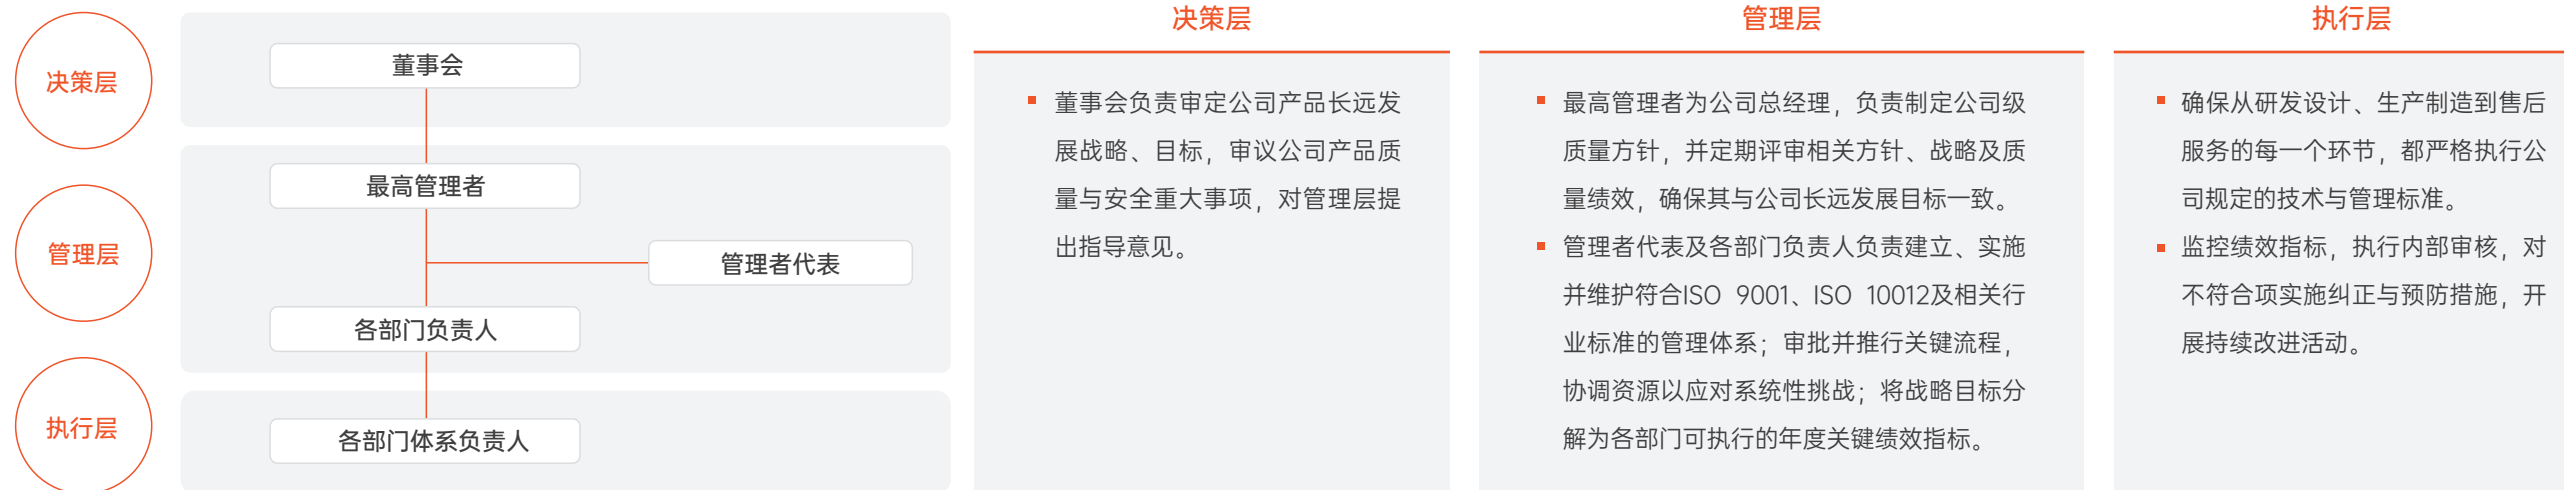 决策层
董事会
管理层
最高管理者
管理者代表
各部门负责人
执行层
各部门体系负责人
决策层
董事会负责审定公司产品长远发
展战略、目标，审议公司产品质
量与安全重大事项，对管理层提
出指导意见。
管理层
最高管理者为公司总经理，负责制定公司级
质量方针，并定期评审相关方针、战略及质
量绩效，确保其与公司长远发展目标一致。
管理者代表及各部门负责人负责建立、实施
并维护符合ISO 9001、ISO 10012及相关行
业标准的管理体系；审批并推行关键流程，
协调资源以应对系统性挑战；将战略目标分
解为各部门可执行的年度关键绩效指标。
执行层
确保从研发设计、生产制造到售后
服务的每一个环节，都严格执行公
司规定的技术与管理标准。
监控绩效指标，执行内部审核，对
不符合项实施纠正与预防措施，开
展持续改进活动。